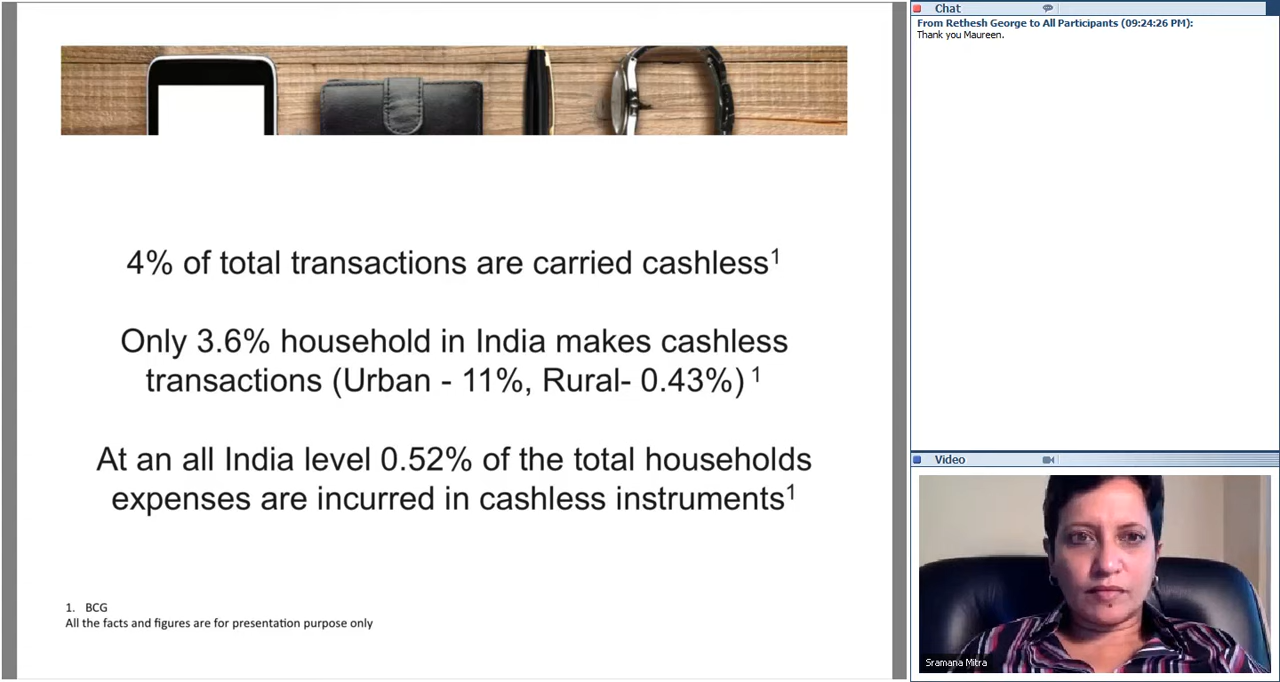 4% of total transactions are carried cashless1
Only 3.6% household in India makes cashless
transactions (Urban - 11%, Rural- 0.43%) 1
At an all India level 0.52% of the total households
expenses are incurred in cashless instruments1
1. BCG
All the facts and figures are for presentation purpose only
Chat
From Rethesh George to All Participants (09:24:26 PM):
Thank you Maureen.
Video
Sramana Mitra